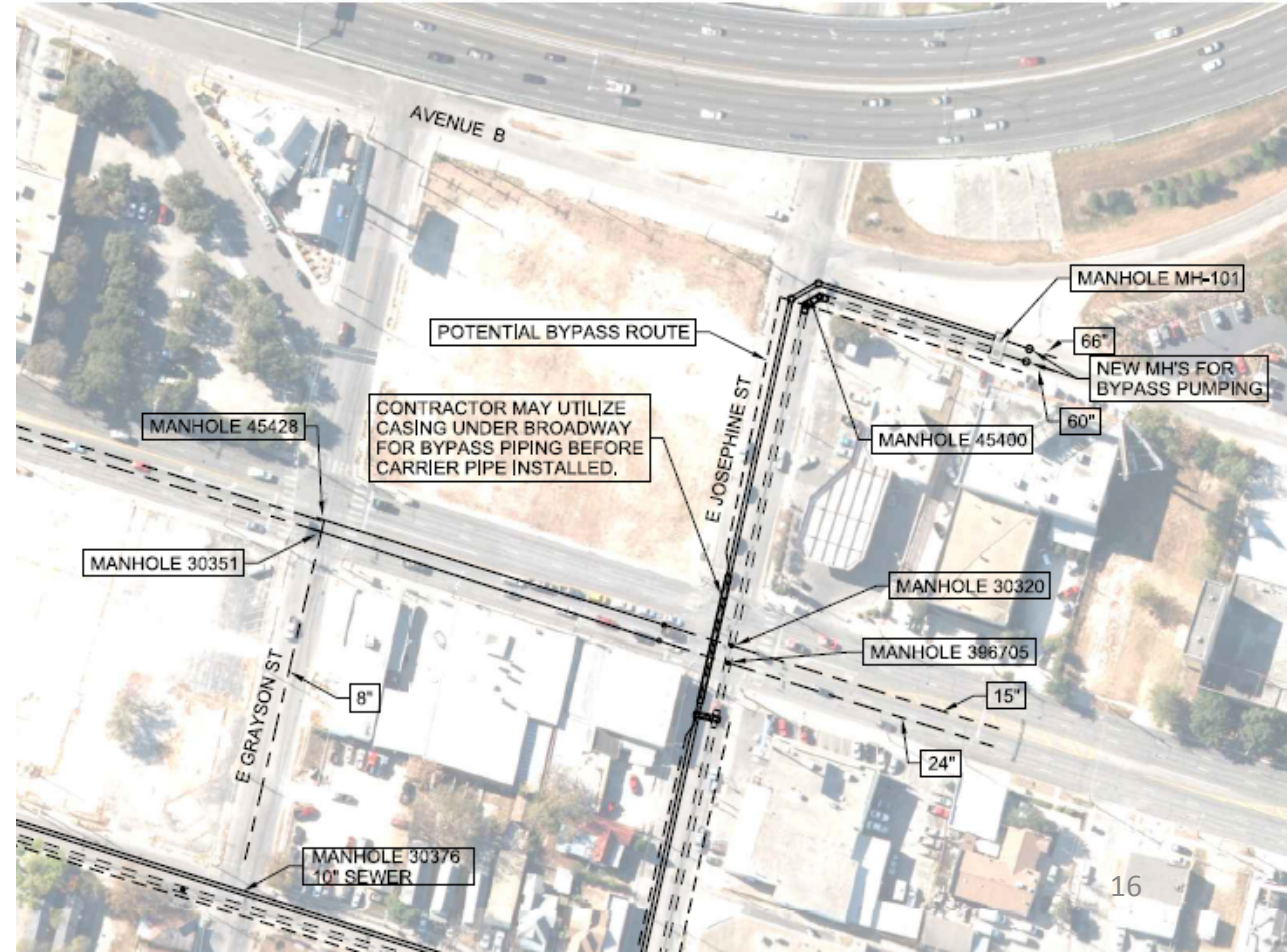 AVENUE B
MANHOLE MH-101
66"
NEW MH'S FOR
BYPASS PUMPING
60"
POTENTIAL BYPASS ROUTE
MANHOLE 45400
CONTRACTOR MAY UTILIZE
CASING UNDER BROADWAY
FOR BYPASS PIPING BEFORE
CARRIER PIPE INSTALLED.
E JOSEPHINE ST
MANHOLE 45428
MANHOLE 30351
MANHOLE 30320
MANHOLE 396705
15"
24"
8"
E GRAYSON ST
MANHOLE 30376
10" SEWER
16